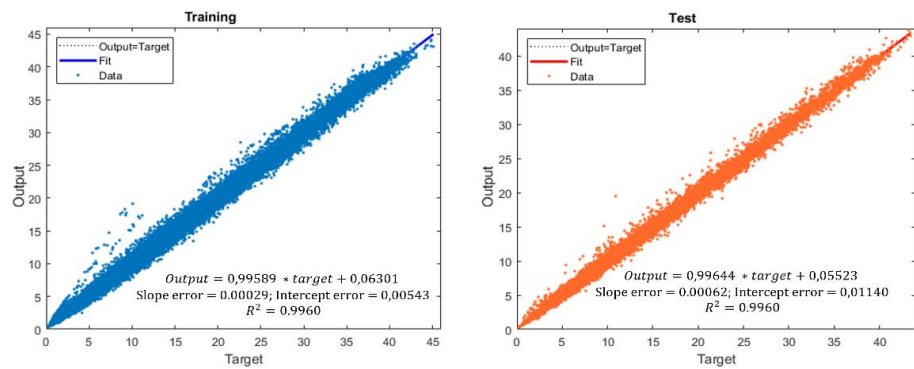 Training
Output=Target
Fit
Data
45
40
35
30
25
20
15
10
5
0
Output
𝑂𝑢𝑡𝑝𝑢𝑡 = 0,99589 ∗ 𝑡𝑎𝑟𝑔𝑒𝑡 + 0,06301
Slope error = 0.00029; Intercept error = 0,00543
𝑅² = 0.9960
0 5 10 15 20 25 30 35 40 45
Target
Test
Output=Target
Fit
Data
40
35
30
25
20
15
10
5
0
Output
𝑂𝑢𝑡𝑝𝑢𝑡 = 0,99644 ∗ 𝑡𝑎𝑟𝑔𝑒𝑡 + 0,05523
Slope error = 0.00062; Intercept error = 0,01140
𝑅² = 0.9960
0 5 10 15 20 25 30 35 40
Target